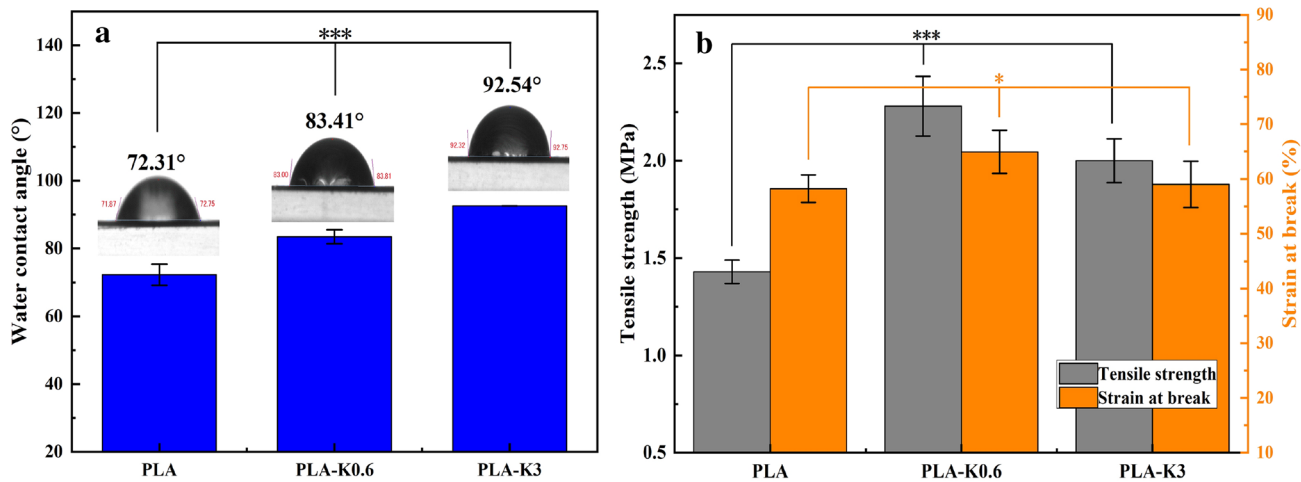 a
***
140
120
100
80
60
40
20
Water contact angle (°)
72.31°
83.41°
92.54°
71.87
72.75
83.00
83.81
92.32
92.75
PLA
PLA-K0.6
PLA-K3
b
***
*
2.5
2.0
1.5
1.0
0.5
Tensile strength (MPa)
90
80
70
60
50
40
30
20
10
Strain at break (%)
Tensile strength
Strain at break
PLA
PLA-K0.6
PLA-K3